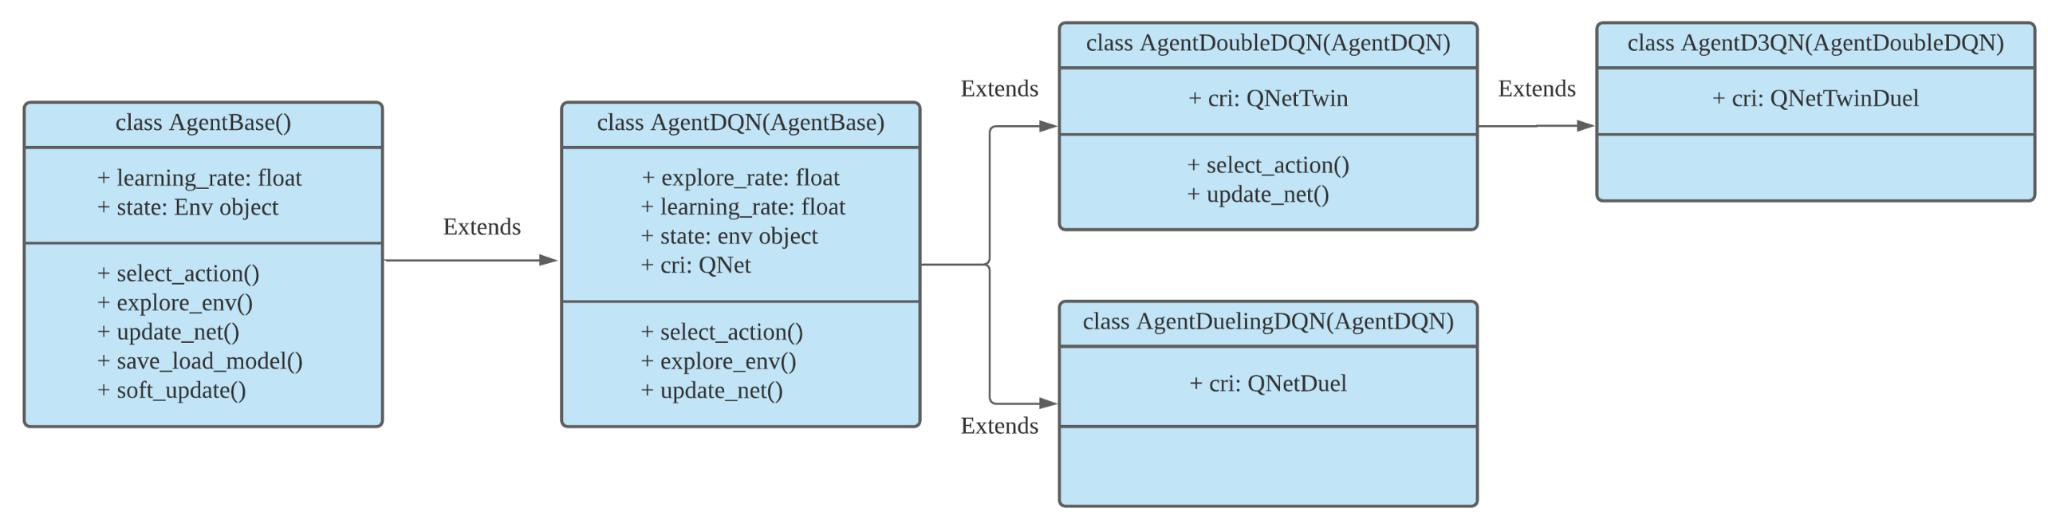 class AgentBase()
+ learning_rate: float
+ state: Env object
+ select_action()
+ explore_env()
+ update_net()
+ save_load_model()
+ soft_update()
Extends
class AgentDQN(AgentBase)
+ explore_rate: float
+ learning_rate: float
+ state: env object
+ cri: QNet
+ select_action()
+ explore_env()
+ update_net()
Extends
class AgentDoubleDQN(AgentDQN)
+ cri: QNetTwin
+ select_action()
+ update_net()
Extends
class AgentD3QN(AgentDoubleDQN)
+ cri: QNetTwinDuel
Extends
class AgentDuelingDQN(AgentDQN)
+ cri: QNetDuel